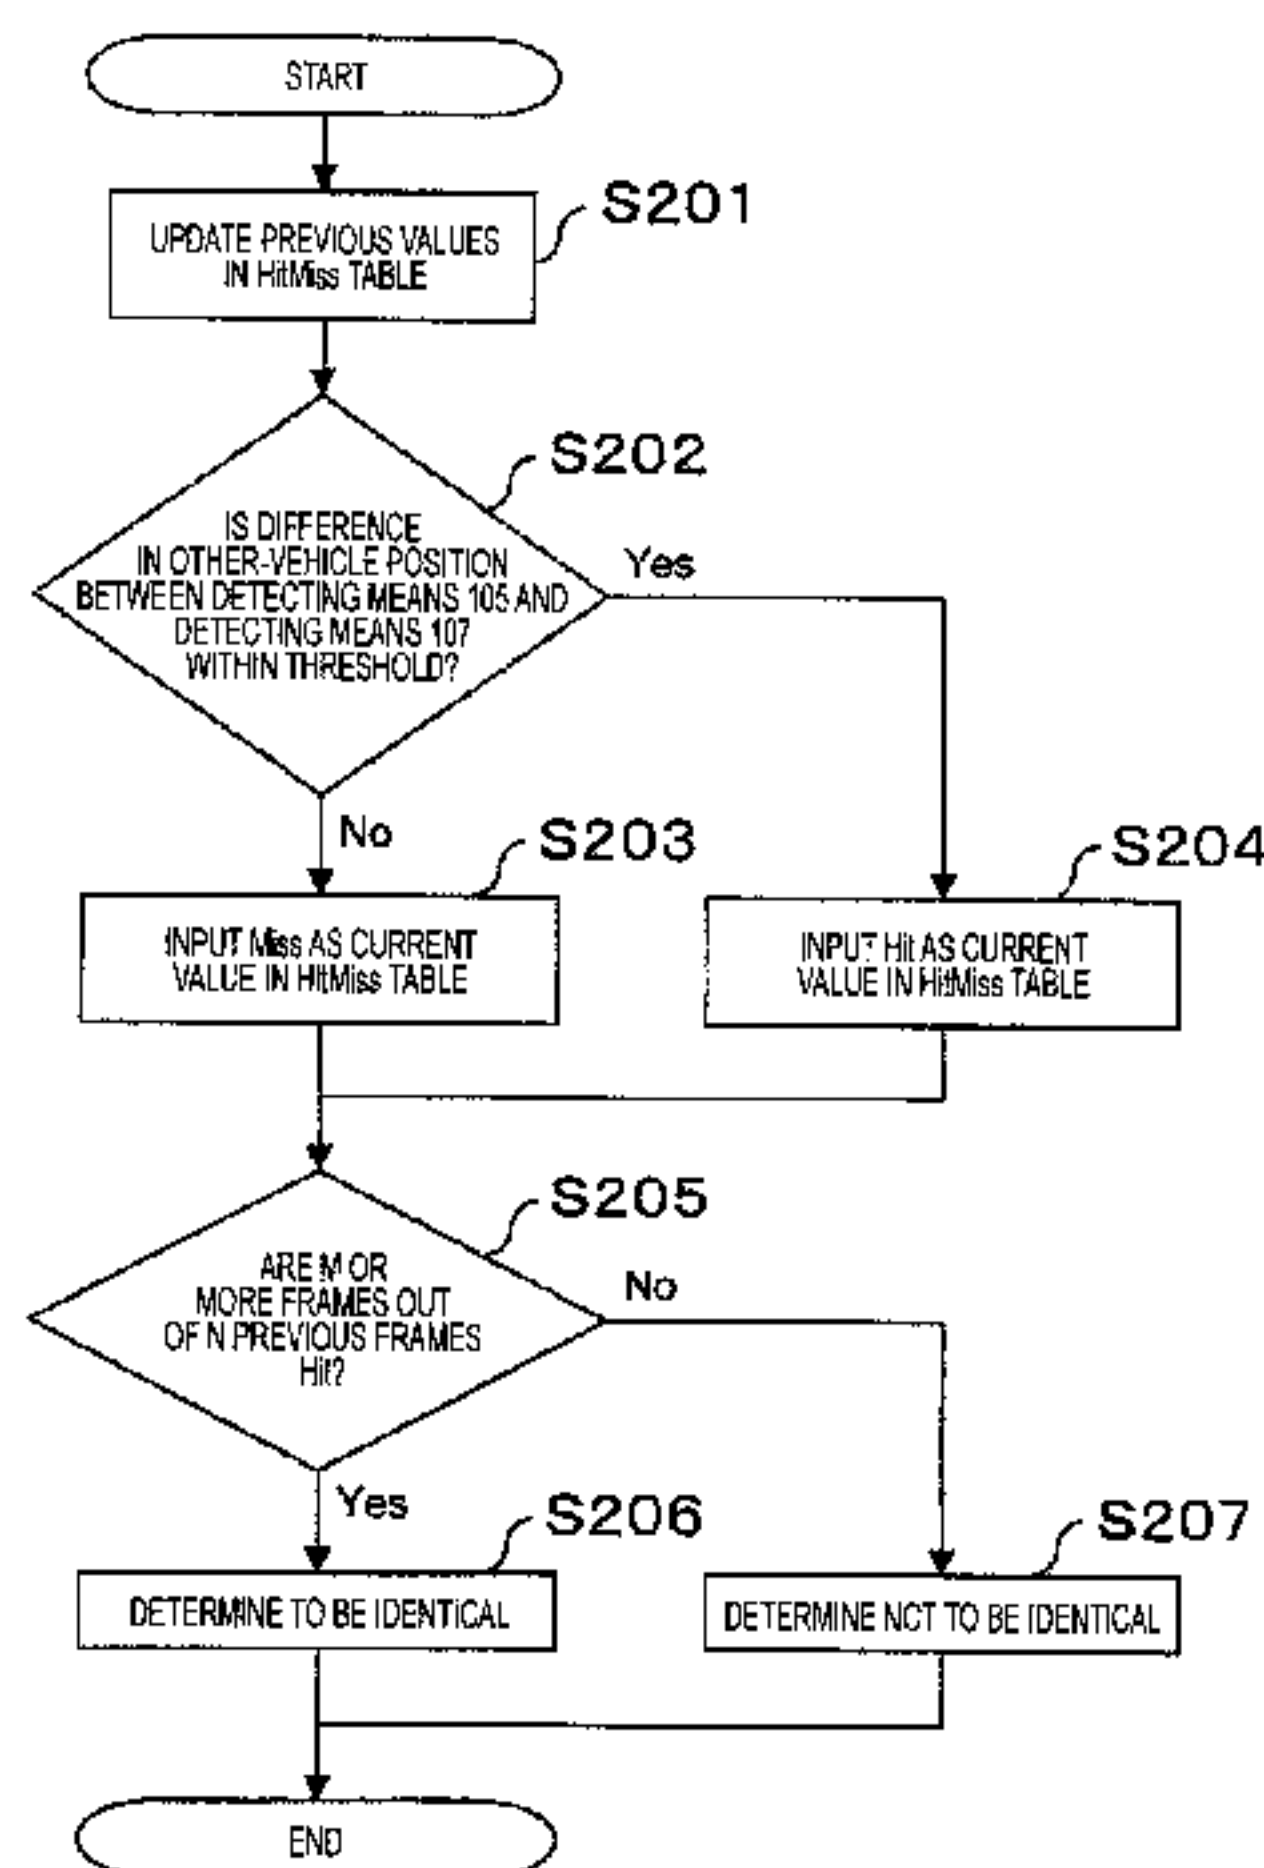 START
S201
UPDATE PREVIOUS VALUES
IN HitMiss TABLE
S202
IS DIFFERENCE
IN OTHER-VEHICLE POSITION
BETWEEN DETECTING MEANS 105 AND
DETECTING MEANS 107
WITHIN THRESHOLD?
Yes
No
S203
S204
INPUT Miss AS CURRENT
VALUE IN HitMiss TABLE
INPUT Hit AS CURRENT
VALUE IN HitMiss TABLE
S205
ARE M OR
MORE FRAMES OUT
OF N PREVIOUS FRAMES
Hit?
No
Yes
S206
S207
DETERMINE TO BE IDENTICAL
DETERMINE NOT TO BE IDENTICAL
END